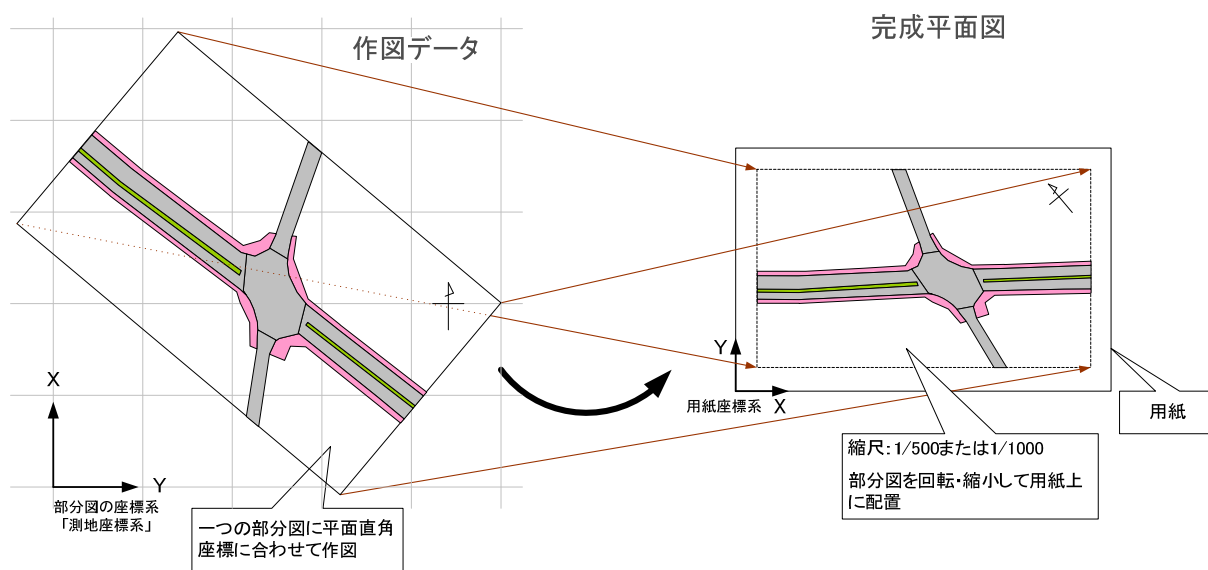 作図データ
完成平面図
X
Y
部分図の座標系
「測地座標系」
一つの部分図に平面直角
座標に合わせて作図
Y
X
用紙座標系
用紙
縮尺:1/500または1/1000
部分図を回転・縮小して用紙上
に配置